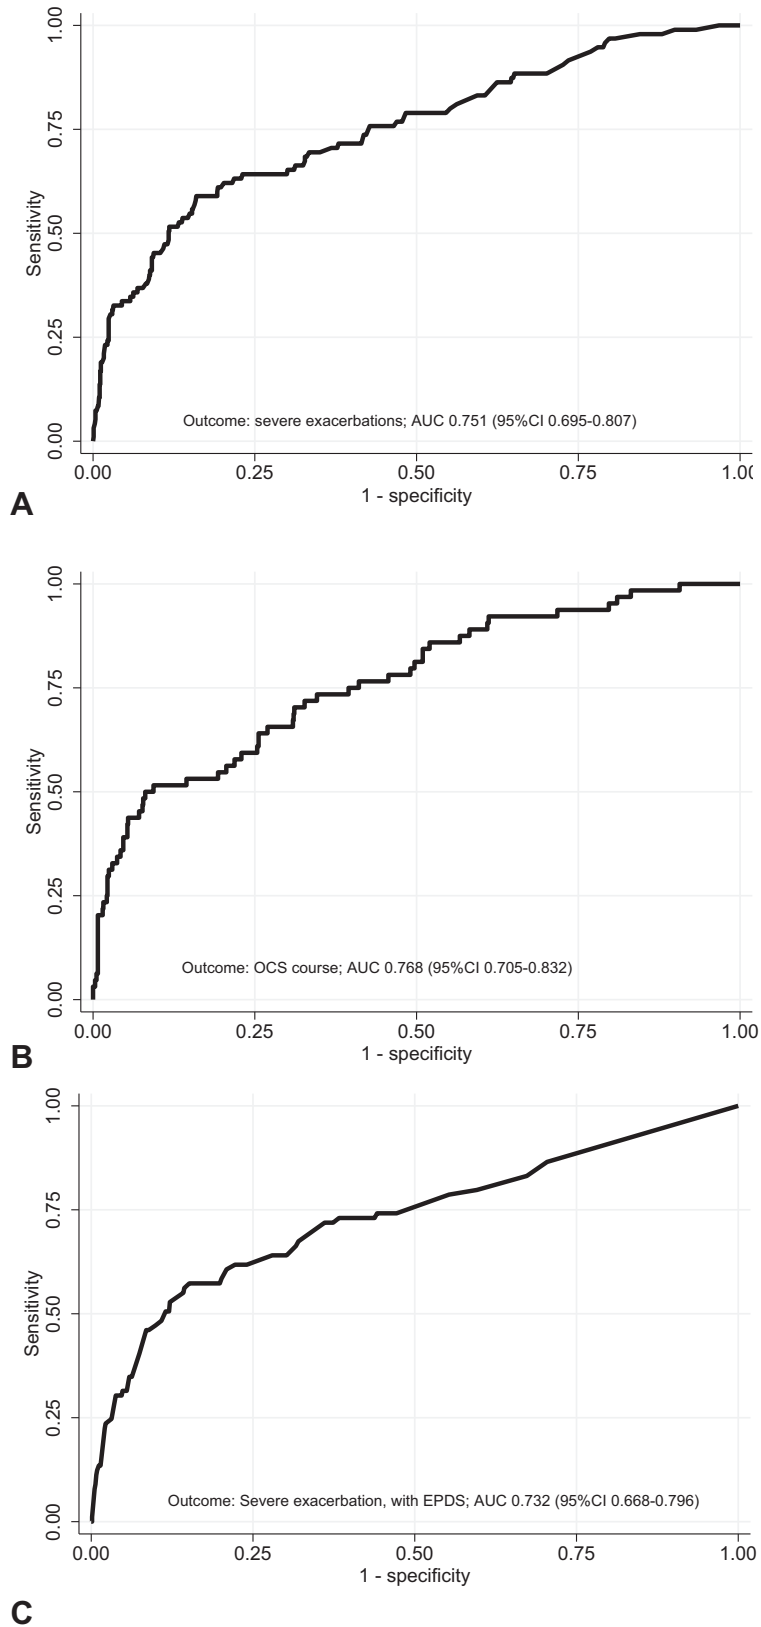 1.00
0.75
Sensitivity
0.50
0.25
0.00
Outcome: severe exacerbations; AUC 0.751 (95%CI 0.695-0.807)
0.00 0.25 0.50 0.75 1.00
1 - specificity
A
1.00
0.75
Sensitivity
0.50
0.25
0.00
Outcome: OCS course; AUC 0.768 (95%CI 0.705-0.832)
0.00 0.25 0.50 0.75 1.00
1 - specificity
B
1.00
0.75
Sensitivity
0.50
0.25
0.00
Outcome: Severe exacerbation, with EPDS; AUC 0.732 (95%CI 0.668-0.796)
0.00 0.25 0.50 0.75 1.00
1 - specificity
C